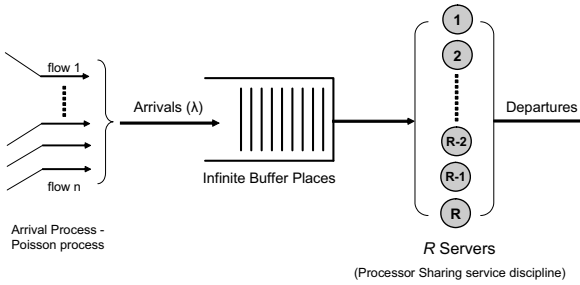 flow 1
flow n
Arrival Process -
Poisson process
Arrivals (λ)
Infinite Buffer Places
1
2
R-2
R-1
R
R Servers
(Processor Sharing service discipline)
Departures